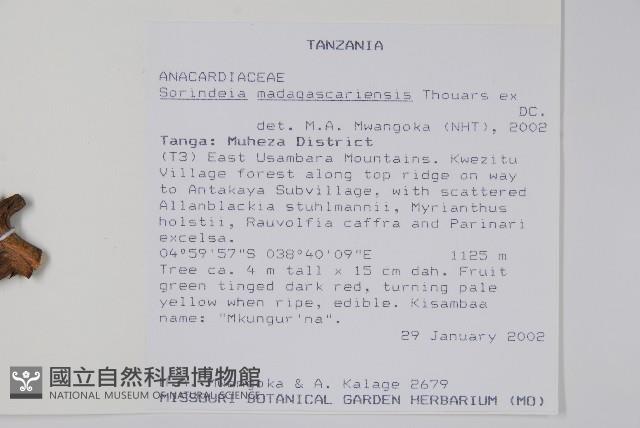 TANZANIA
ANACARDIACEAE
Sorindeia madagascariensis Thouars ex
DC.
det. M.A. Mwangoka (NHT), 2002
Tanga: Muheza District
(T3) East Usambara Mountains. Kwezitu
Village forest along top ridge on way
to Antakaya Subvillage, with scattered
Allanblackia stuhlmannii, Myrianthus
holstii, Rauvolfia caffra and Parinari
excelsa.
04°59'57"S 038°40'09"E 1125 m
Tree ca. 4 m tall x 15 cm dah. Fruit
green tinged dark red, turning pale
yellow when ripe, edible. Kisambaa
name: "Mkungur'na".
29 January 2002
& A. Kalage 2679
MISSOURI BOTANICAL GARDEN HERBARIUM (MO)
國立自然科學博物館
NATIONAL MUSEUM OF NATURAL SCIENCE